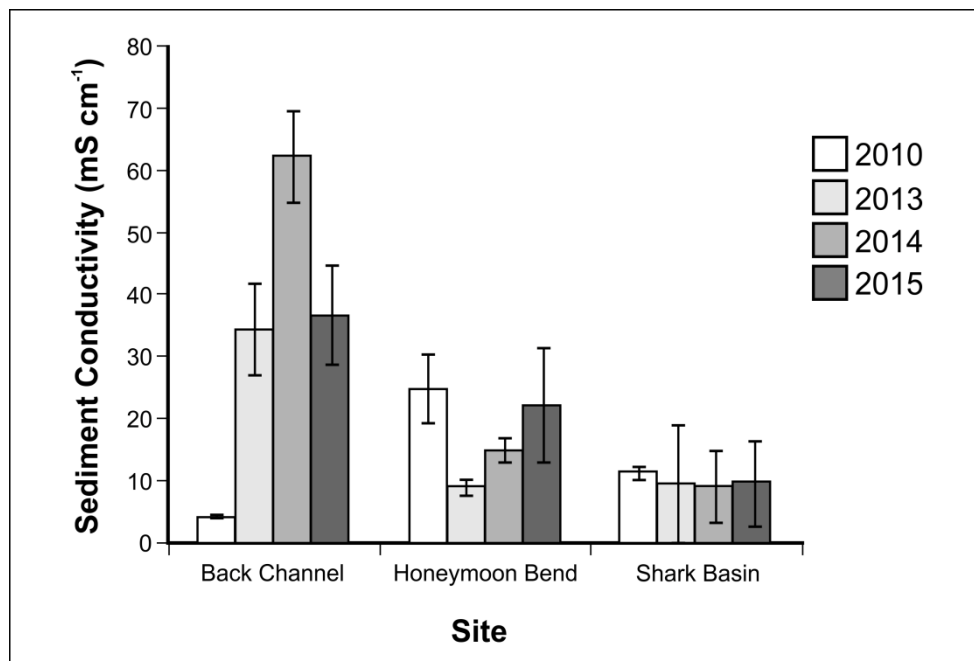 Sediment Conductivity (mS cm⁻¹)
80
70
60
50
40
30
20
10
0
2010
2013
2014
2015
Back Channel
Honeymoon Bend
Shark Basin
Site